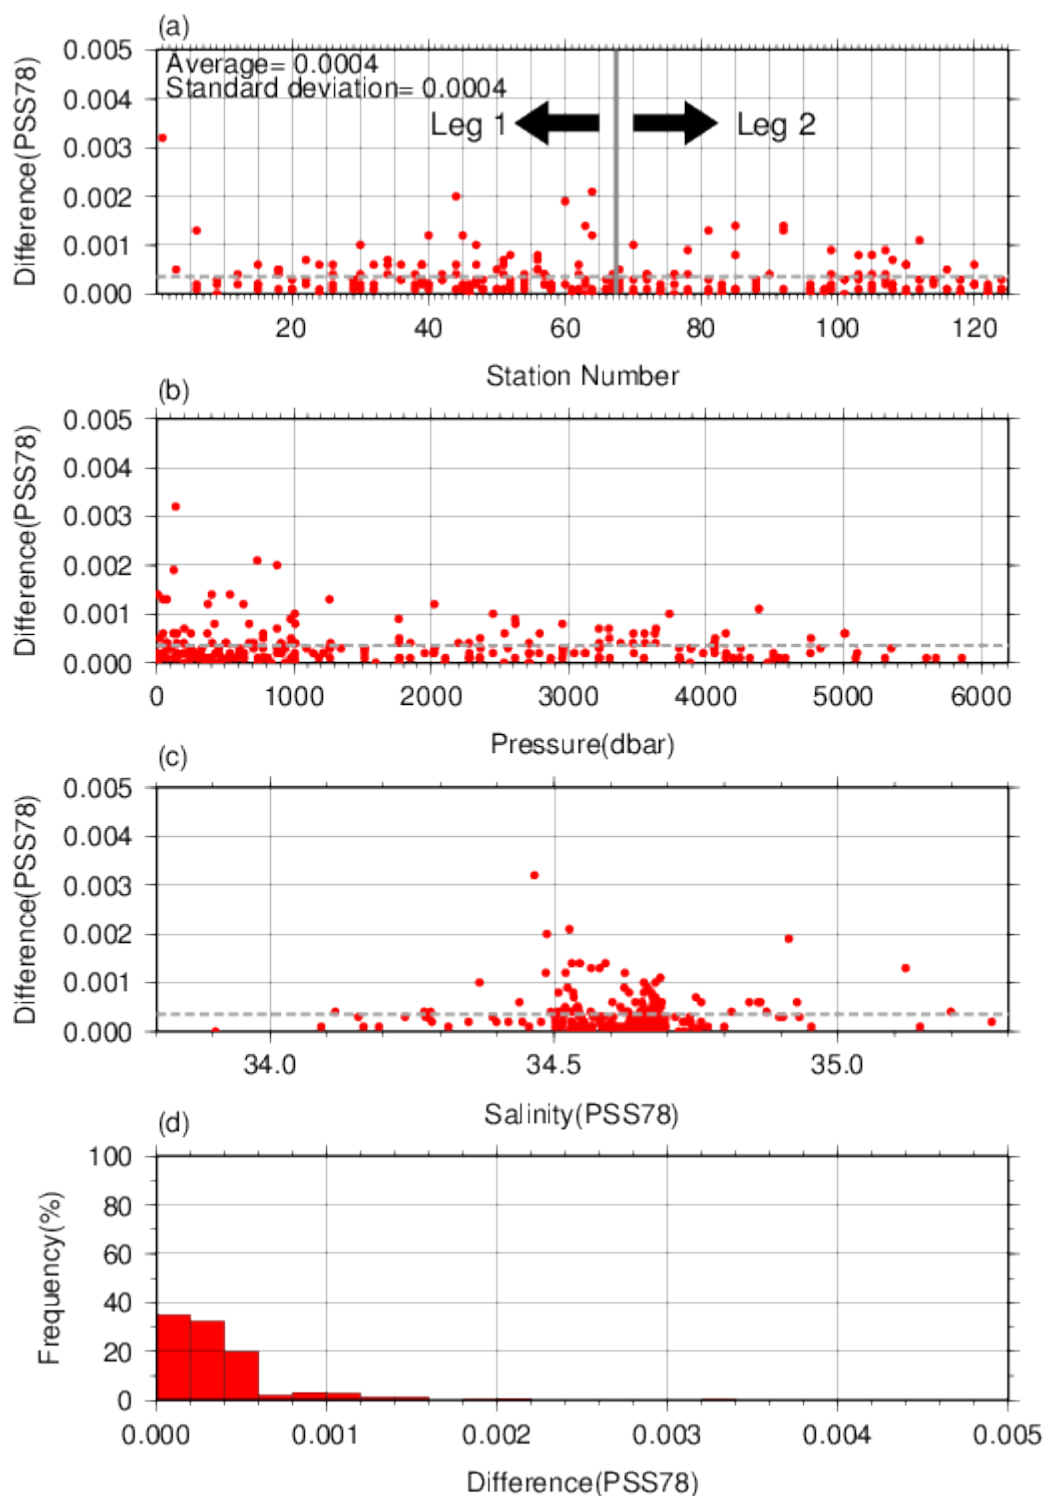 (a)
0.005
0.004
0.003
0.002
0.001
0.000
Difference(PSS78)
Average= 0.0004
Standard deviation= 0.0004
Leg 1
Leg 2
20 40 60 80 100 120
Station Number
(b)
0.005
0.004
0.003
0.002
0.001
0.000
Difference(PSS78)
0 1000 2000 3000 4000 5000 6000
Pressure(dbar)
(c)
0.005
0.004
0.003
0.002
0.001
0.000
Difference(PSS78)
34.0 34.5 35.0
Salinity(PSS78)
(d)
100
80
60
40
20
0
Frequency(%)
0.000 0.001 0.002 0.003 0.004 0.005
Difference(PSS78)